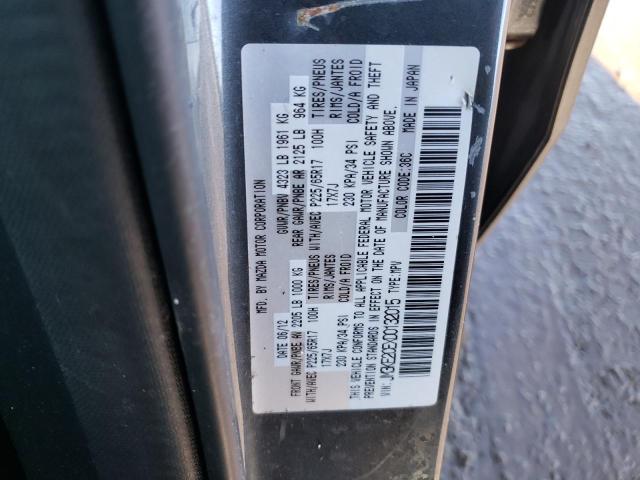 MFD. BY MAZDA MOTOR CORPORATION
DATE 06/12 GVWR/PNBV 4323 LB 1961 KG
FRONT GAWR/PNBE AV 2205 LB 1000 KG REAR GAWR/PNBE AR 2125 LB 964 KG
WITH/AVEC P225/65R17 100H TIRES/PNEUS WITH/AVEC P225/65R17 100H TIRES/PNEUS
17X7J RIMS/JANTES 17X7J RIMS/JANTES
230 KPA/34 PSI COLD/A FROID 230 KPA/34 PSI COLD/A FROID
THIS VEHICLE CONFORMS TO ALL APPLICABLE FEDERAL MOTOR VEHICLE SAFETY AND THEFT
PREVENTION STANDARDS IN EFFECT ON THE DATE OF MANUFACTURE SHOWN ABOVE.
VIN: TYPE:MPV COLOR CODE:36C MADE IN JAPAN